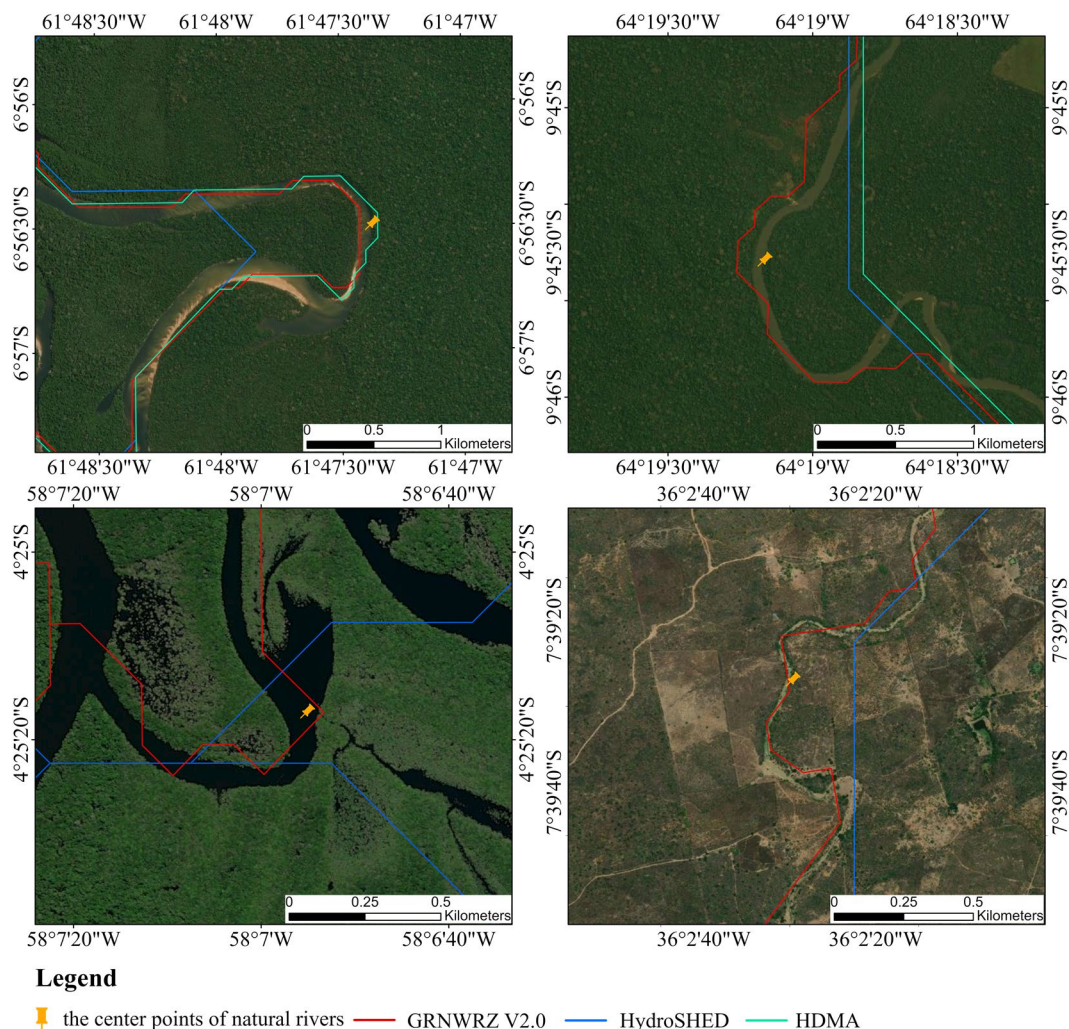 61°48'30"W 61°48'W 61°47'30"W 61°47'W
64°19'30"W 64°19'W 64°18'30"W
6°56'S 6°56'30"S 6°57'S
6°56'S 6°56'30"S 6°57'S
9°45'S 9°45'30"S 9°46'S
9°45'S 9°45'30"S 9°46'S
0 0.5 1
Kilometers
0 0.5 1
Kilometers
61°48'30"W 61°48'W 61°47'30"W 61°47'W
64°19'30"W 64°19'W 64°18'30"W
58°7'20"W 58°7'W 58°6'40"W
36°2'40"W 36°2'20"W
4°25'S 4°25'20"S
4°25'S 4°25'20"S
7°39'20"S 7°39'40"S
7°39'20"S 7°39'40"S
0 0.25 0.5
Kilometers
0 0.25 0.5
Kilometers
58°7'20"W 58°7'W 58°6'40"W
36°2'40"W 36°2'20"W
Legend
the center points of natural rivers GRNWRZ V2.0 HydroSHED HDMA